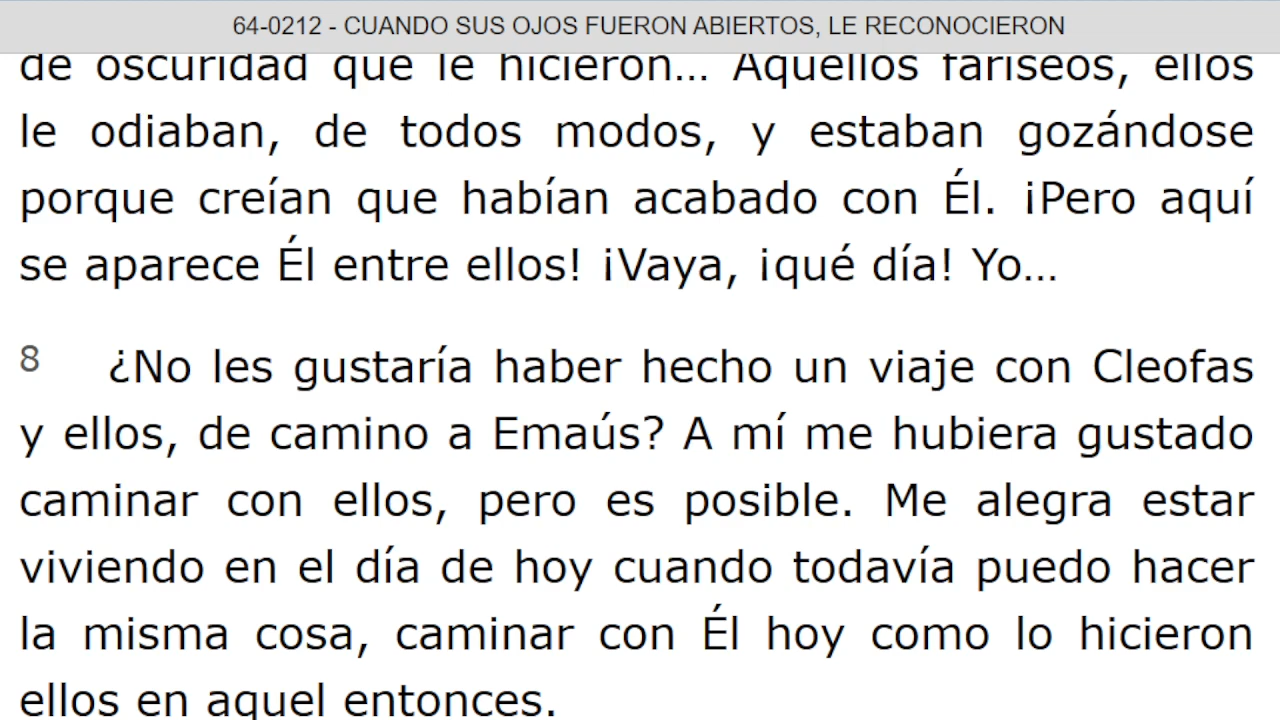 64-0212 - CUANDO SUS OJOS FUERON ABIERTOS, LE RECONOCIERON
de oscuridad que le hicieron... Aquellos fariseos, ellos
le odiaban, de todos modos, y estaban gozándose
porque creían que habían acabado con Él. ¡Pero aquí
se aparece Él entre ellos! ¡Vaya, ¡qué día! Yo...
8 ¿No les gustaría haber hecho un viaje con Cleofas
y ellos, de camino a Emaús? A mí me hubiera gustado
caminar con ellos, pero es posible. Me alegra estar
viviendo en el día de hoy cuando todavía puedo hacer
la misma cosa, caminar con Él hoy como lo hicieron
ellos en aquel entonces.